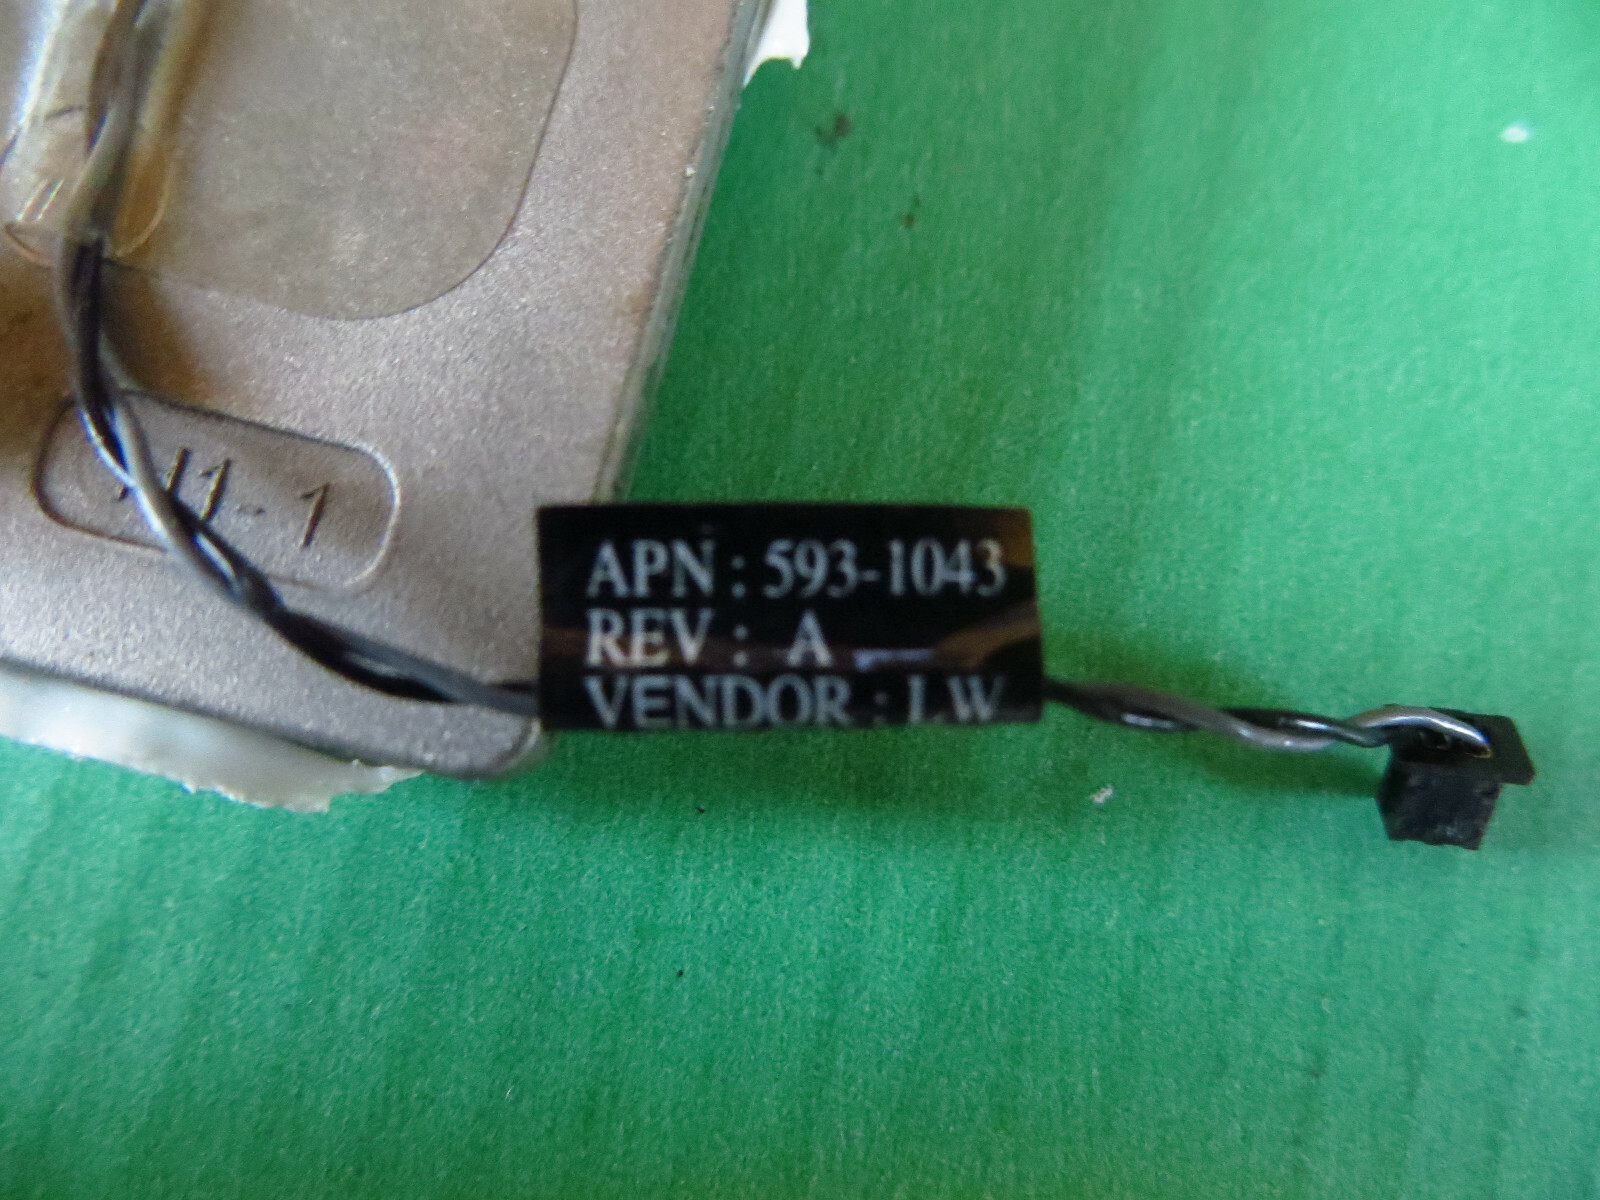 APN : 593-1043
REV : A
VENDOR : LW